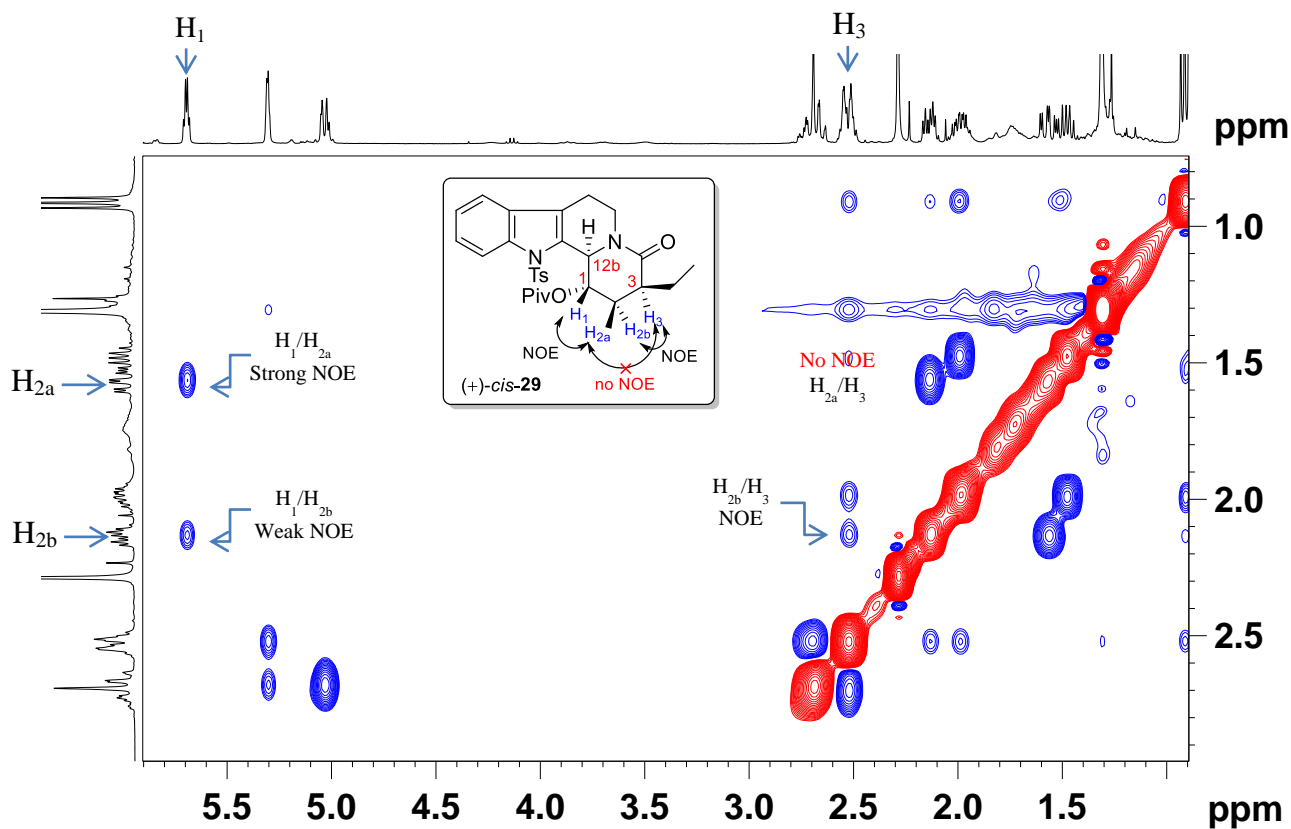 H₁
H₃
ppm
H
N
O
N
Ts
12b
1
3
PivO
H₁
H₂ₐ
H₂b
H₃
NOE
NOE
no NOE
(+)-cis-29
H₁/H₂ₐ
Strong NOE
H₂ₐ
No NOE
H₂ₐ/H₃
H₁/H₂b
Weak NOE
H₂b
H₂b/H₃
NOE
1.0
1.5
2.0
2.5
5.5 5.0 4.5 4.0 3.5 3.0 2.5 2.0 1.5 ppm